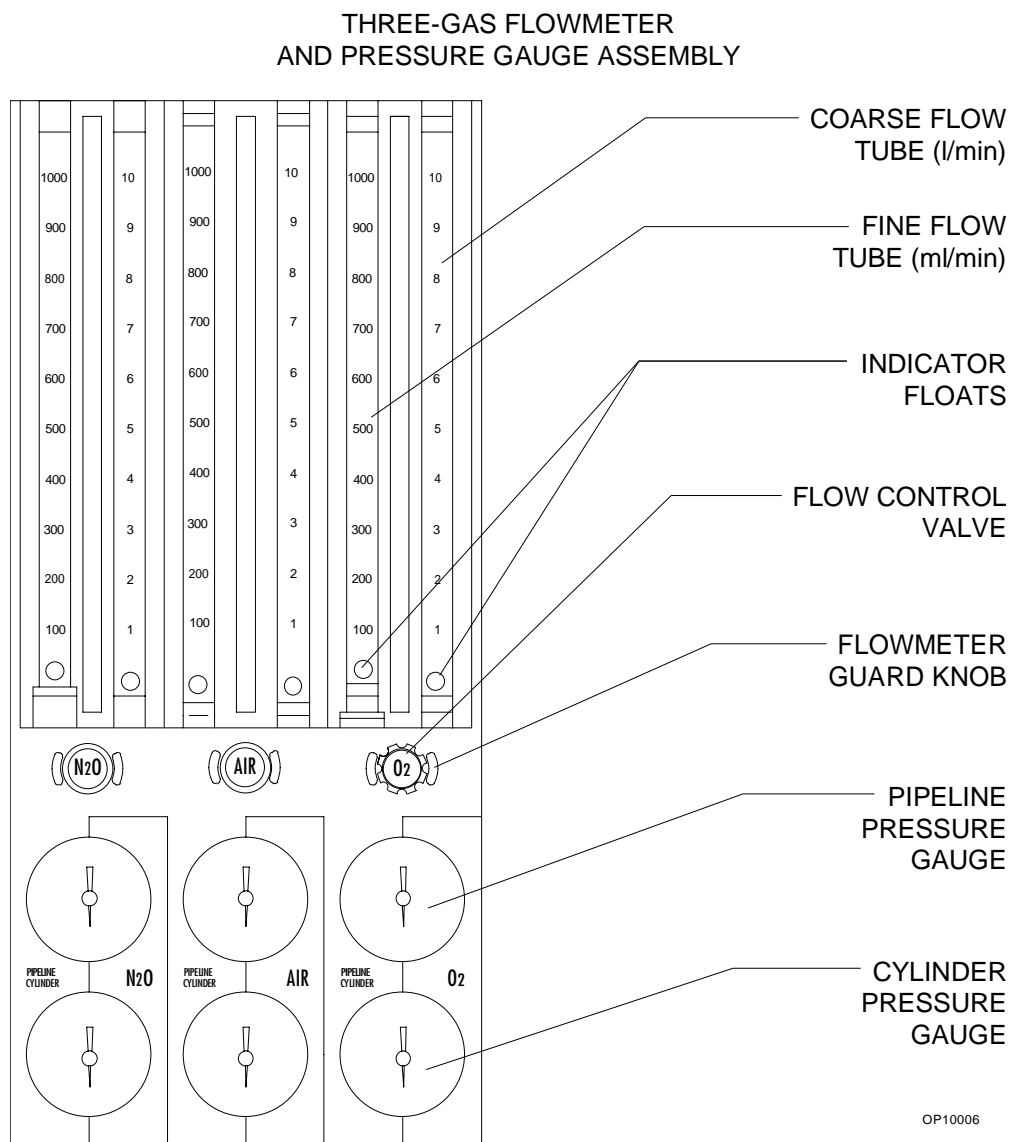 THREE-GAS FLOWMETER
AND PRESSURE GAUGE ASSEMBLY
COARSE FLOW
TUBE (l/min)
FINE FLOW
TUBE (ml/min)
INDICATOR
FLOATS
FLOW CONTROL
VALVE
FLOWMETER
GUARD KNOB
PIPELINE
PRESSURE
GAUGE
CYLINDER
PRESSURE
GAUGE
1000 10 1000 10 1000 10
900 9 900 9 900 9
800 8 800 8 800 8
700 7 700 7 700 7
600 6 600 6 600 6
500 5 500 5 500 5
400 4 400 4 400 4
300 3 300 3 300 3
200 2 200 2 200 2
100 1 100 1 100 1
N2O AIR O2
PIPELINE
CYLINDER
N2O
PIPELINE
CYLINDER
AIR
PIPELINE
CYLINDER
O2
OP10006